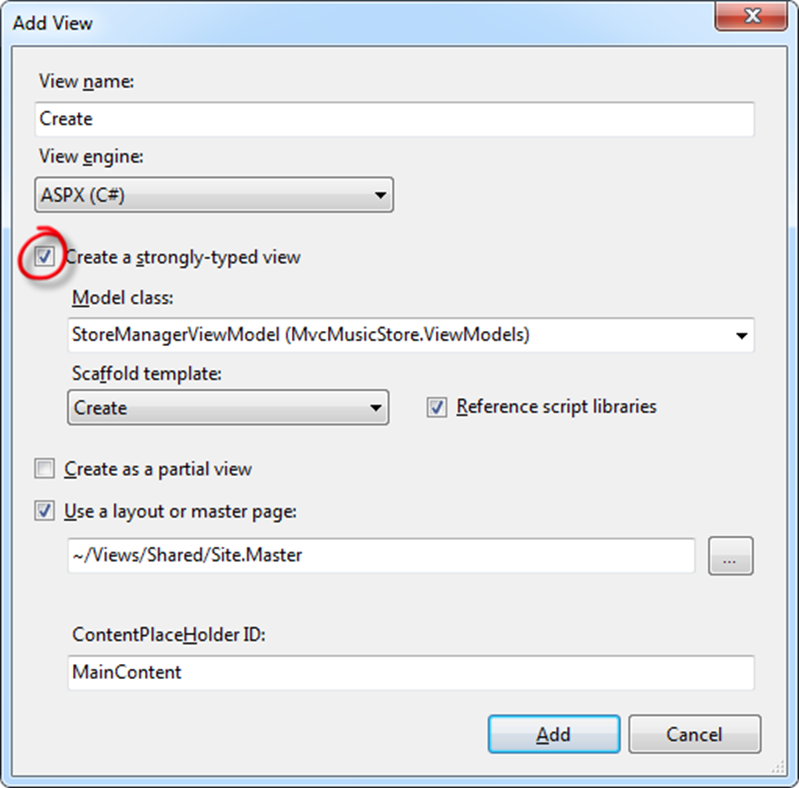 Add View
View name:
Create
View engine:
ASPX (C#)
Create a strongly-typed view
Model class:
StoreManagerViewModel (MvcMusicStore.ViewModels)
Scaffold template:
Create
Reference script libraries
Create as a partial view
Use a layout or master page:
~/Views/Shared/Site.Master
...
ContentPlaceHolder ID:
MainContent
Add
Cancel